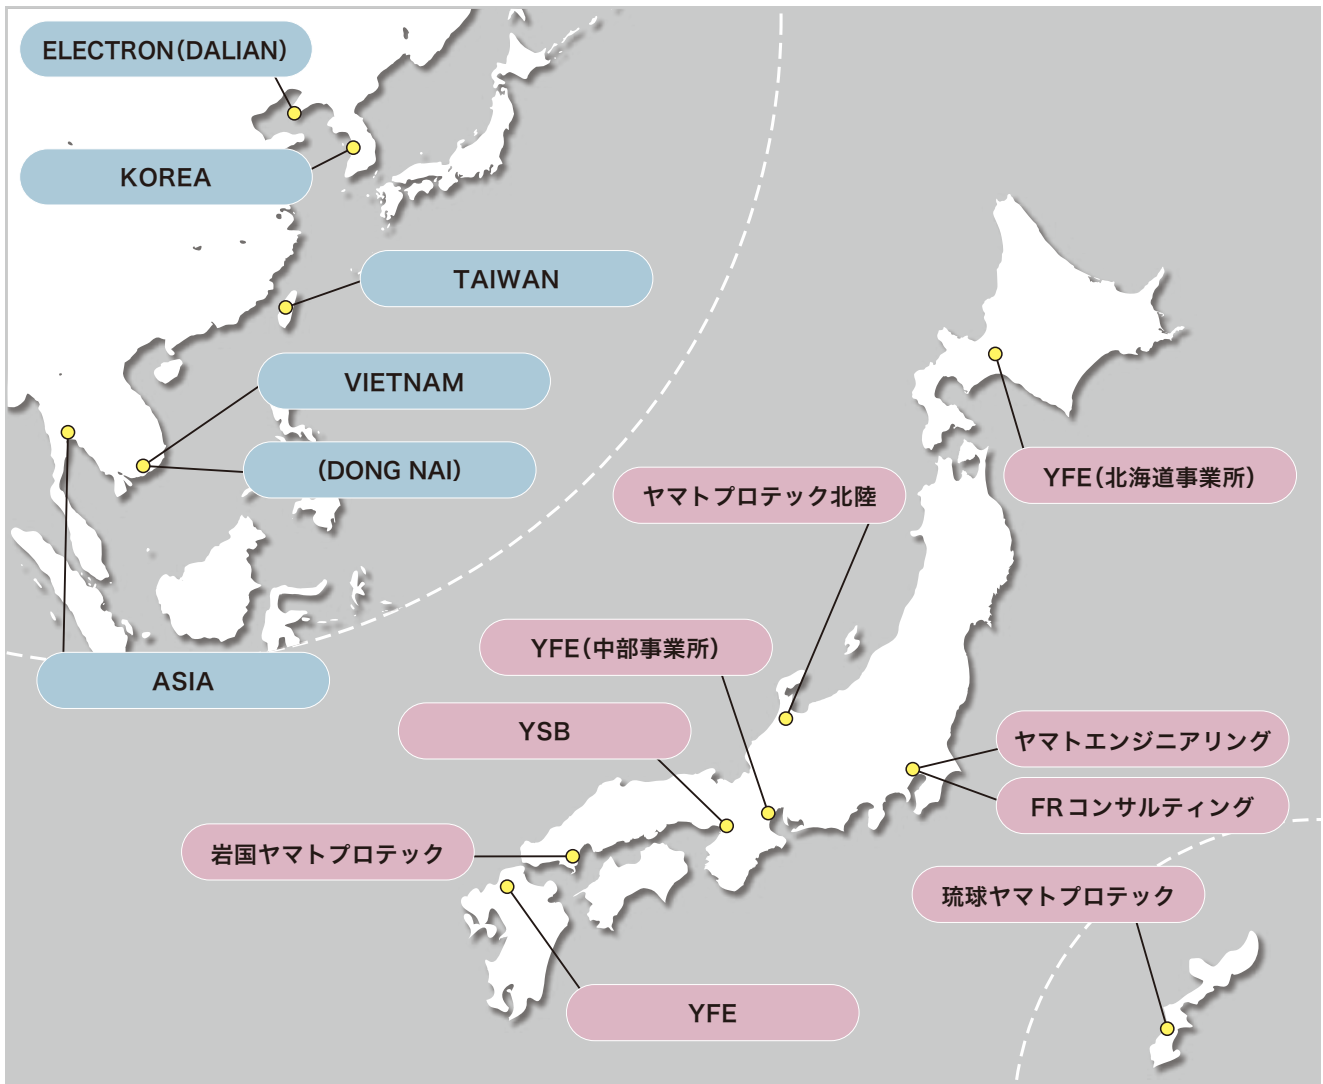 ELECTRON(DALIAN)
KOREA
TAIWAN
VIETNAM
(DONG NAI)
ASIA
YFE(北海道事業所)
ヤマトプロテック北陸
YFE(中部事業所)
YSB
ヤマトエンジニアリング
FRコンサルティング
岩国ヤマトプロテック
琉球ヤマトプロテック
YFE